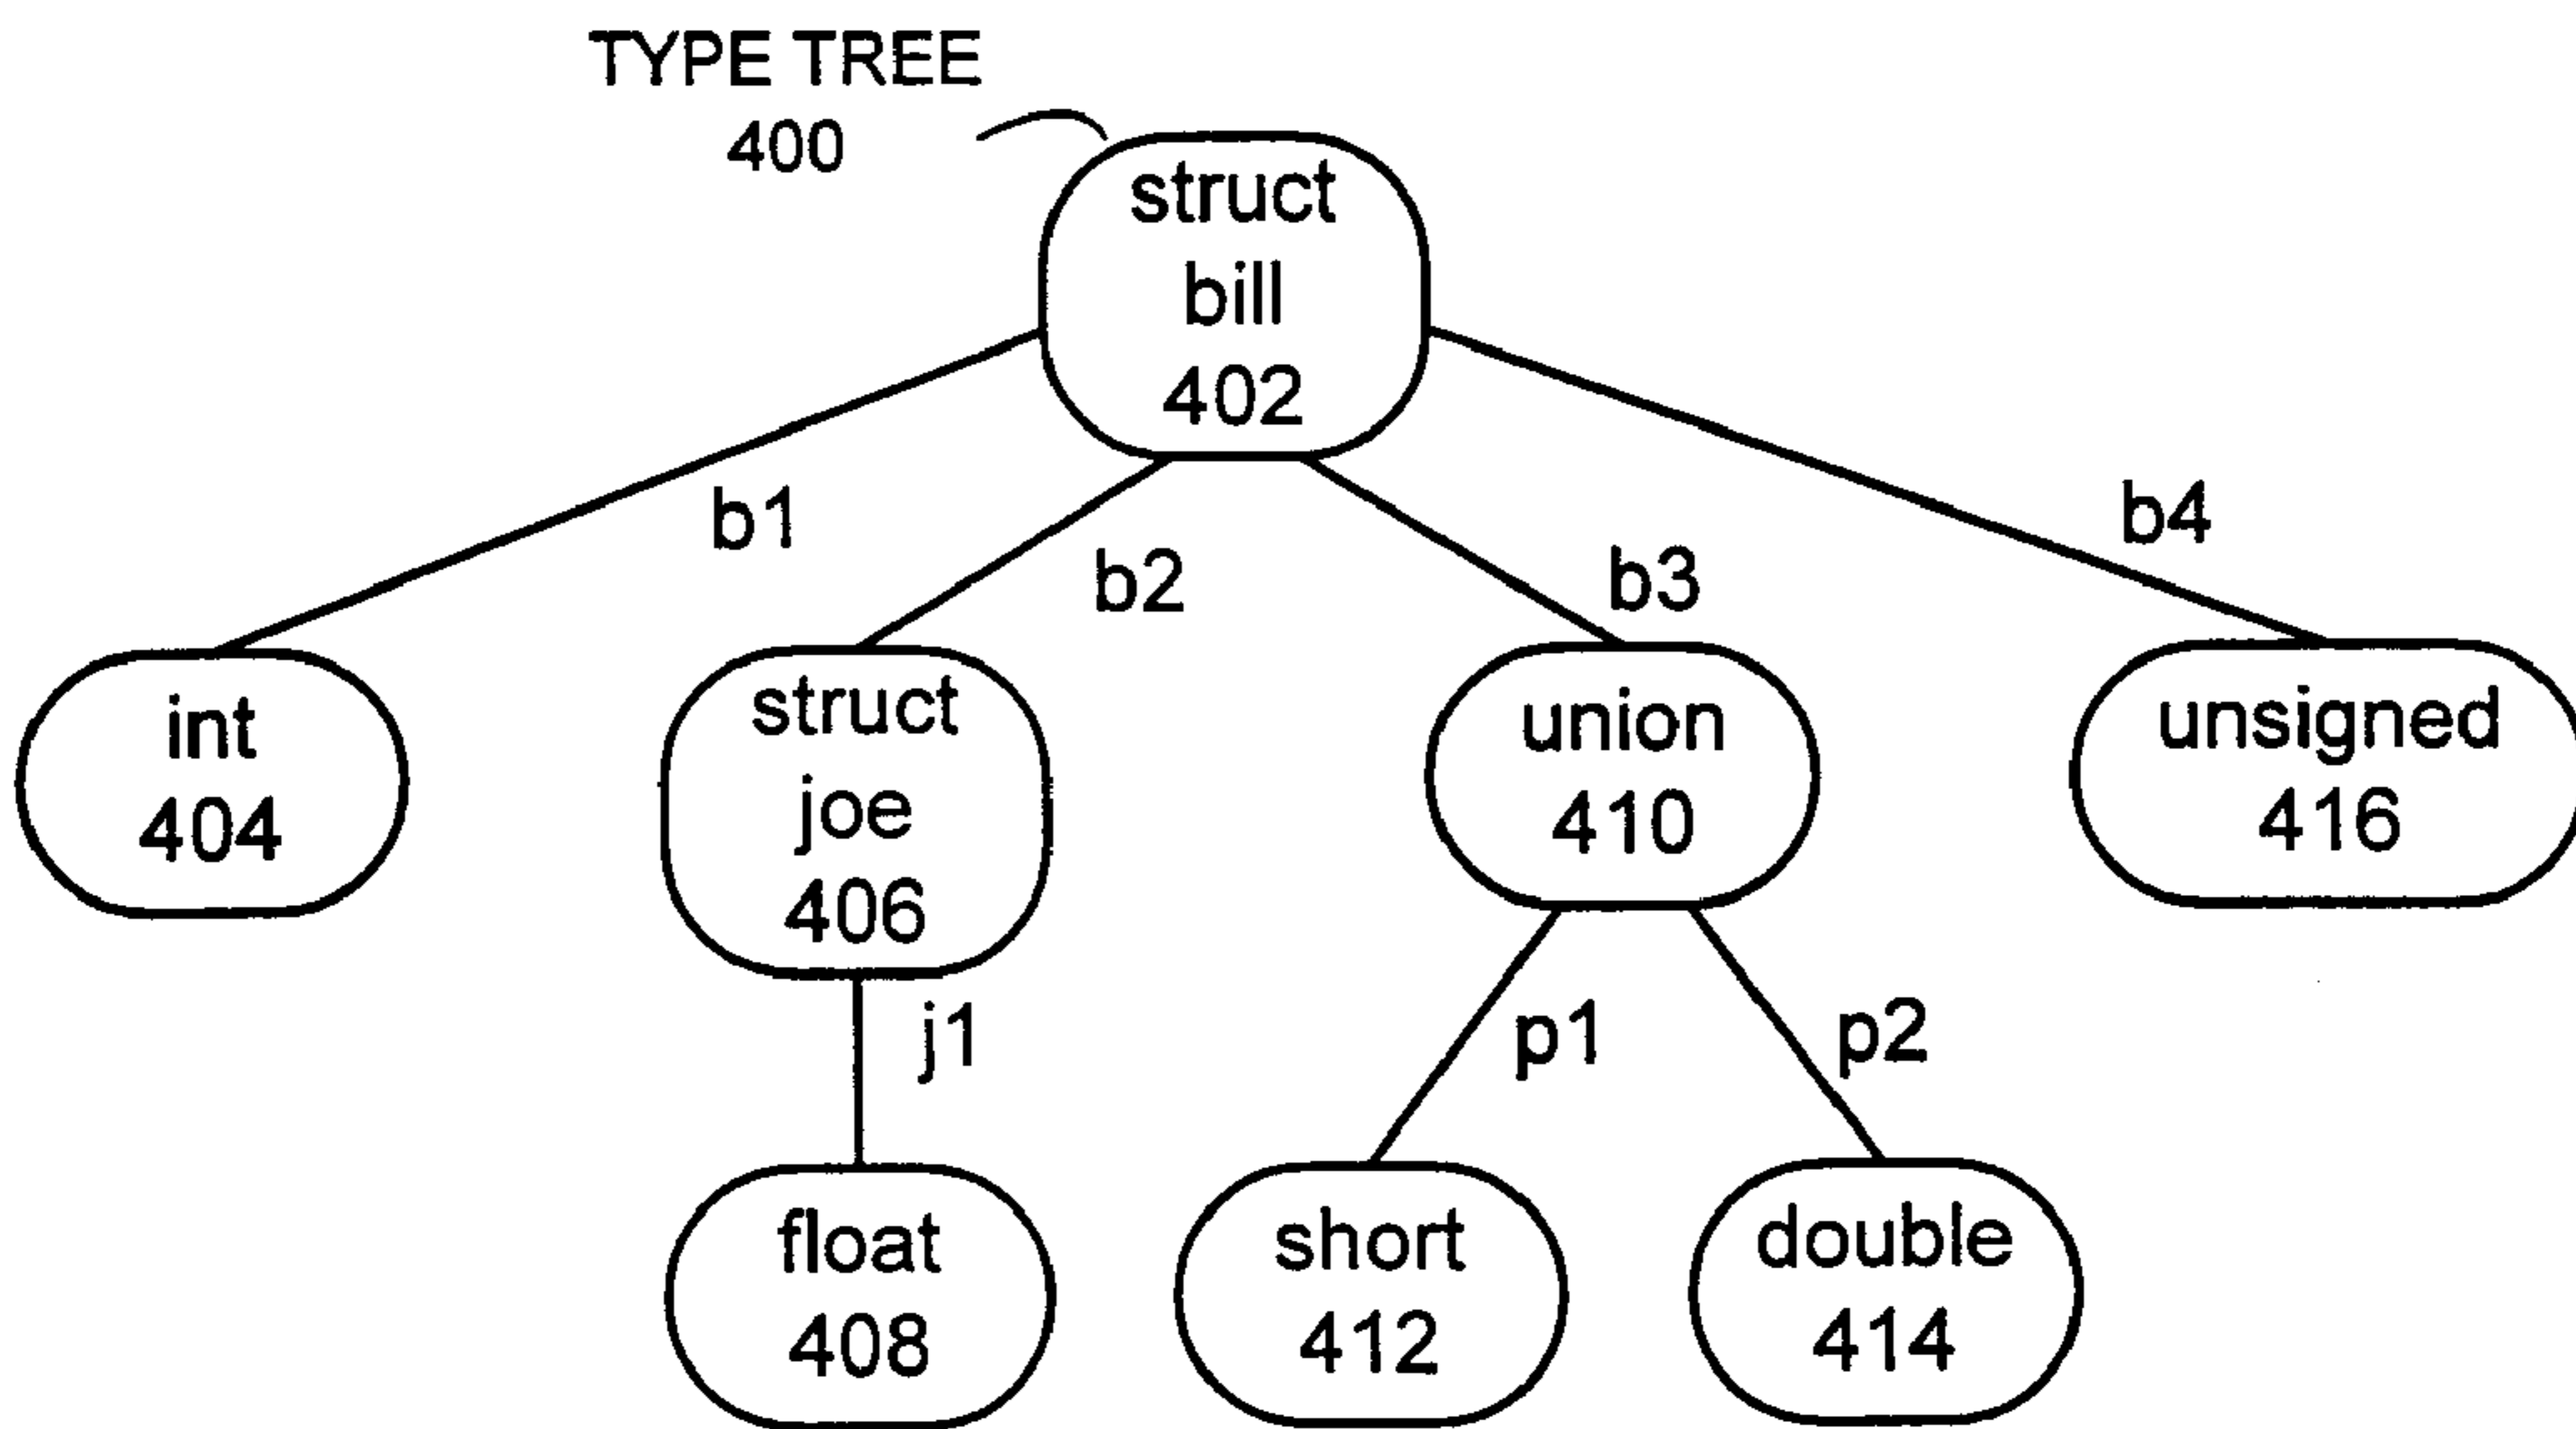 TYPE TREE
400
struct
bill
402
b1
b2
b3
b4
int
404
struct
joe
406
union
410
unsigned
416
j1
p1
p2
float
408
short
412
double
414